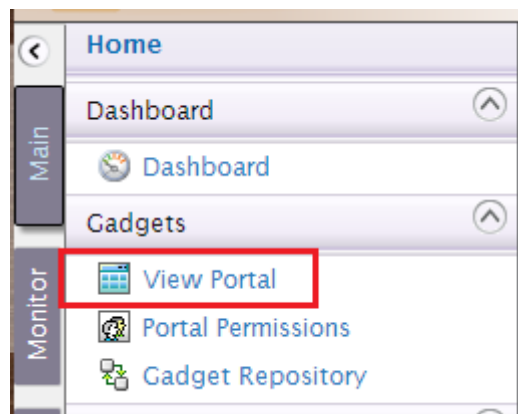 Home
Dashboard
Dashboard
Gadgets
View Portal
Portal Permissions
Gadget Repository
Main
Monitor